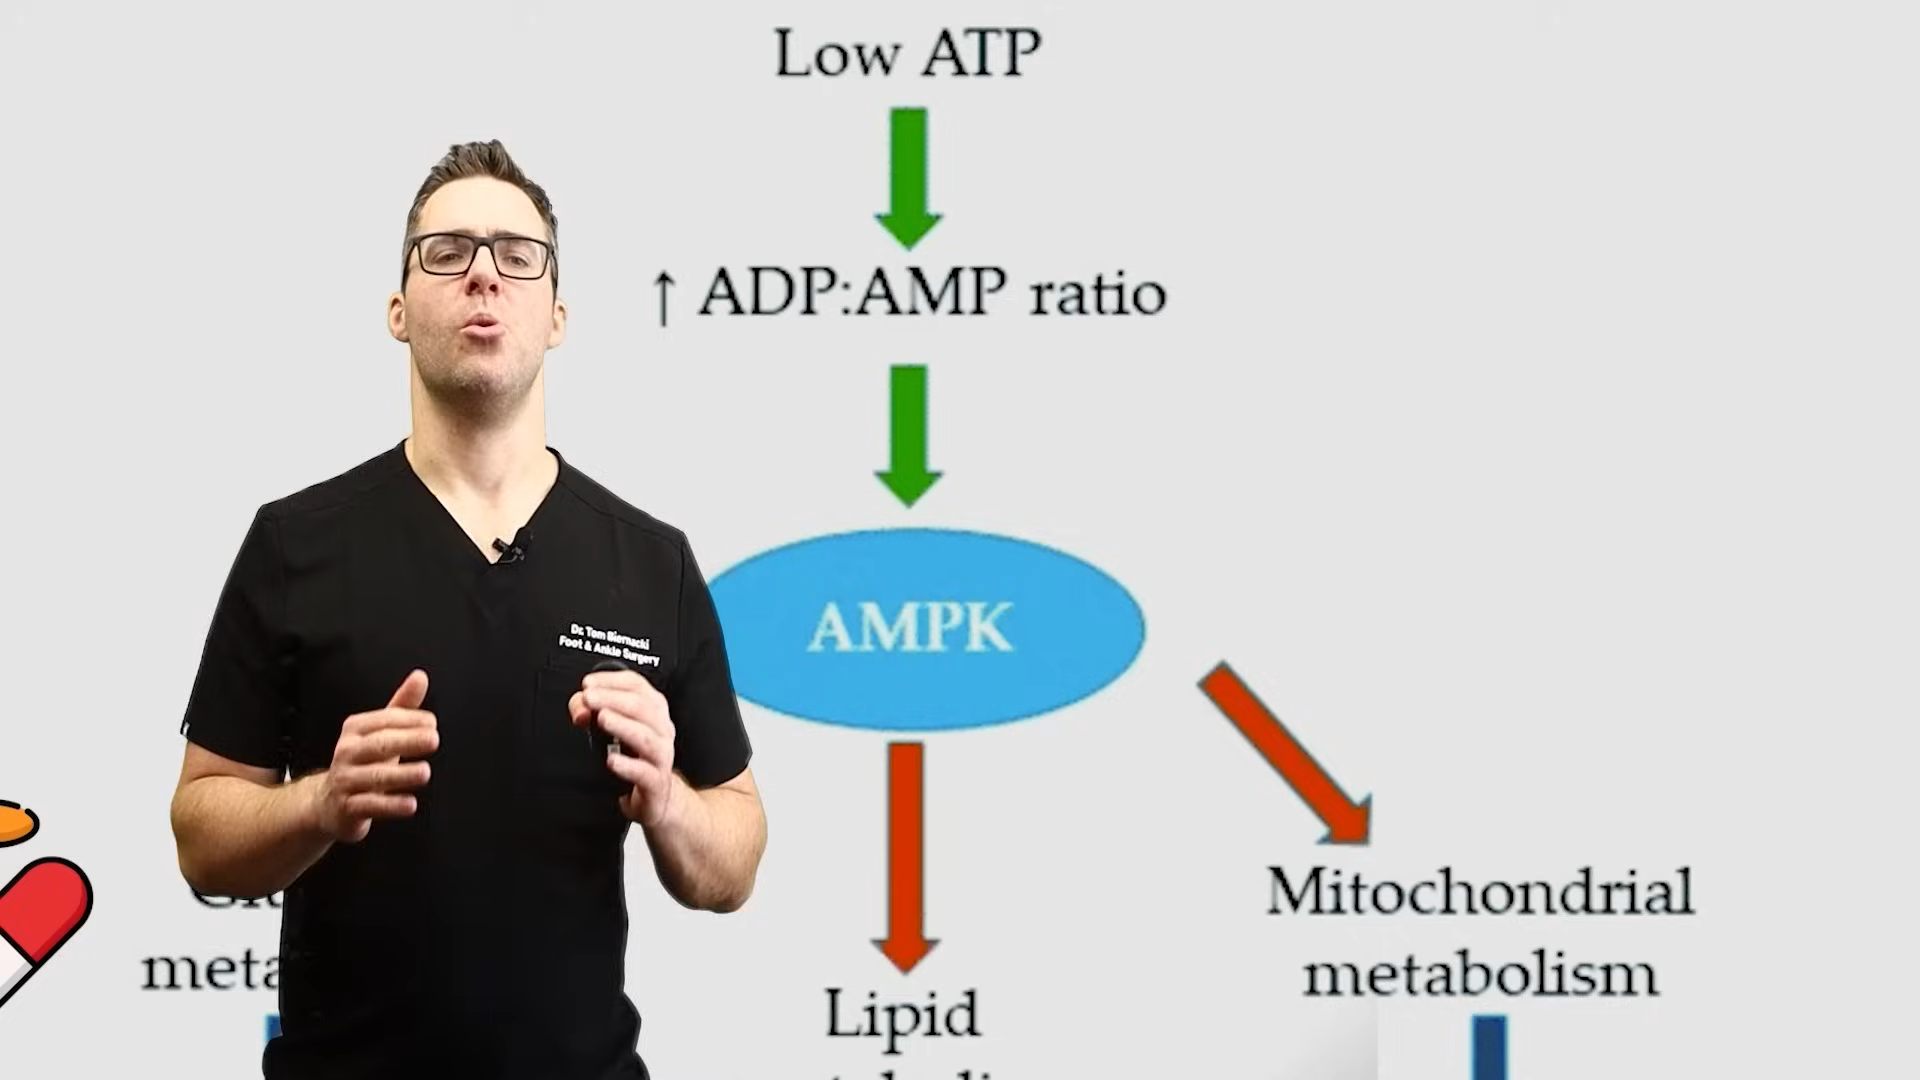 Low ATP
↑ ADP:AMP ratio
AMPK
Dr. Tom Biernacki
Foot & Ankle Surgery
Mitochondrial
metabolism
Lipid